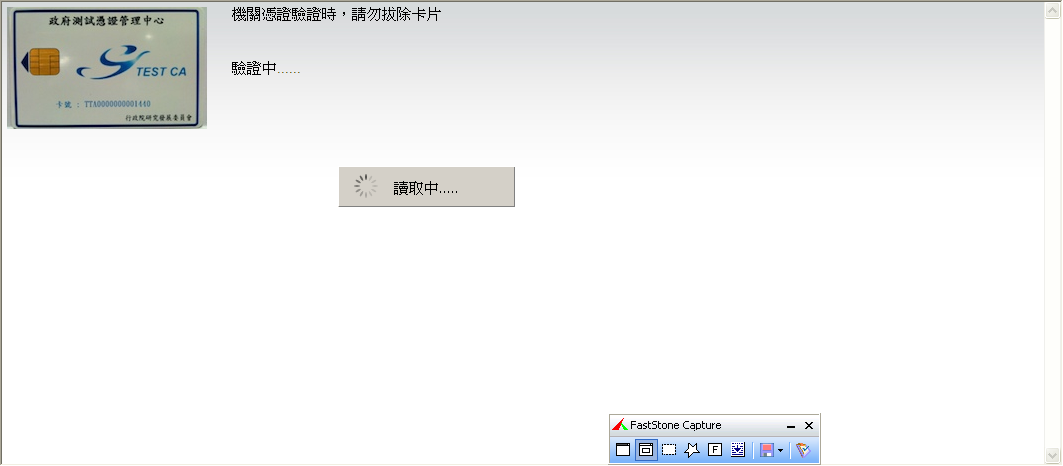 政府測試憑證管理中心
TEST CA
卡號 : TTA0000000001440
行政院研究發展委員會
機關憑證驗證時，請勿拔除卡片
驗證中......
讀取中.....
FastStone Capture
F